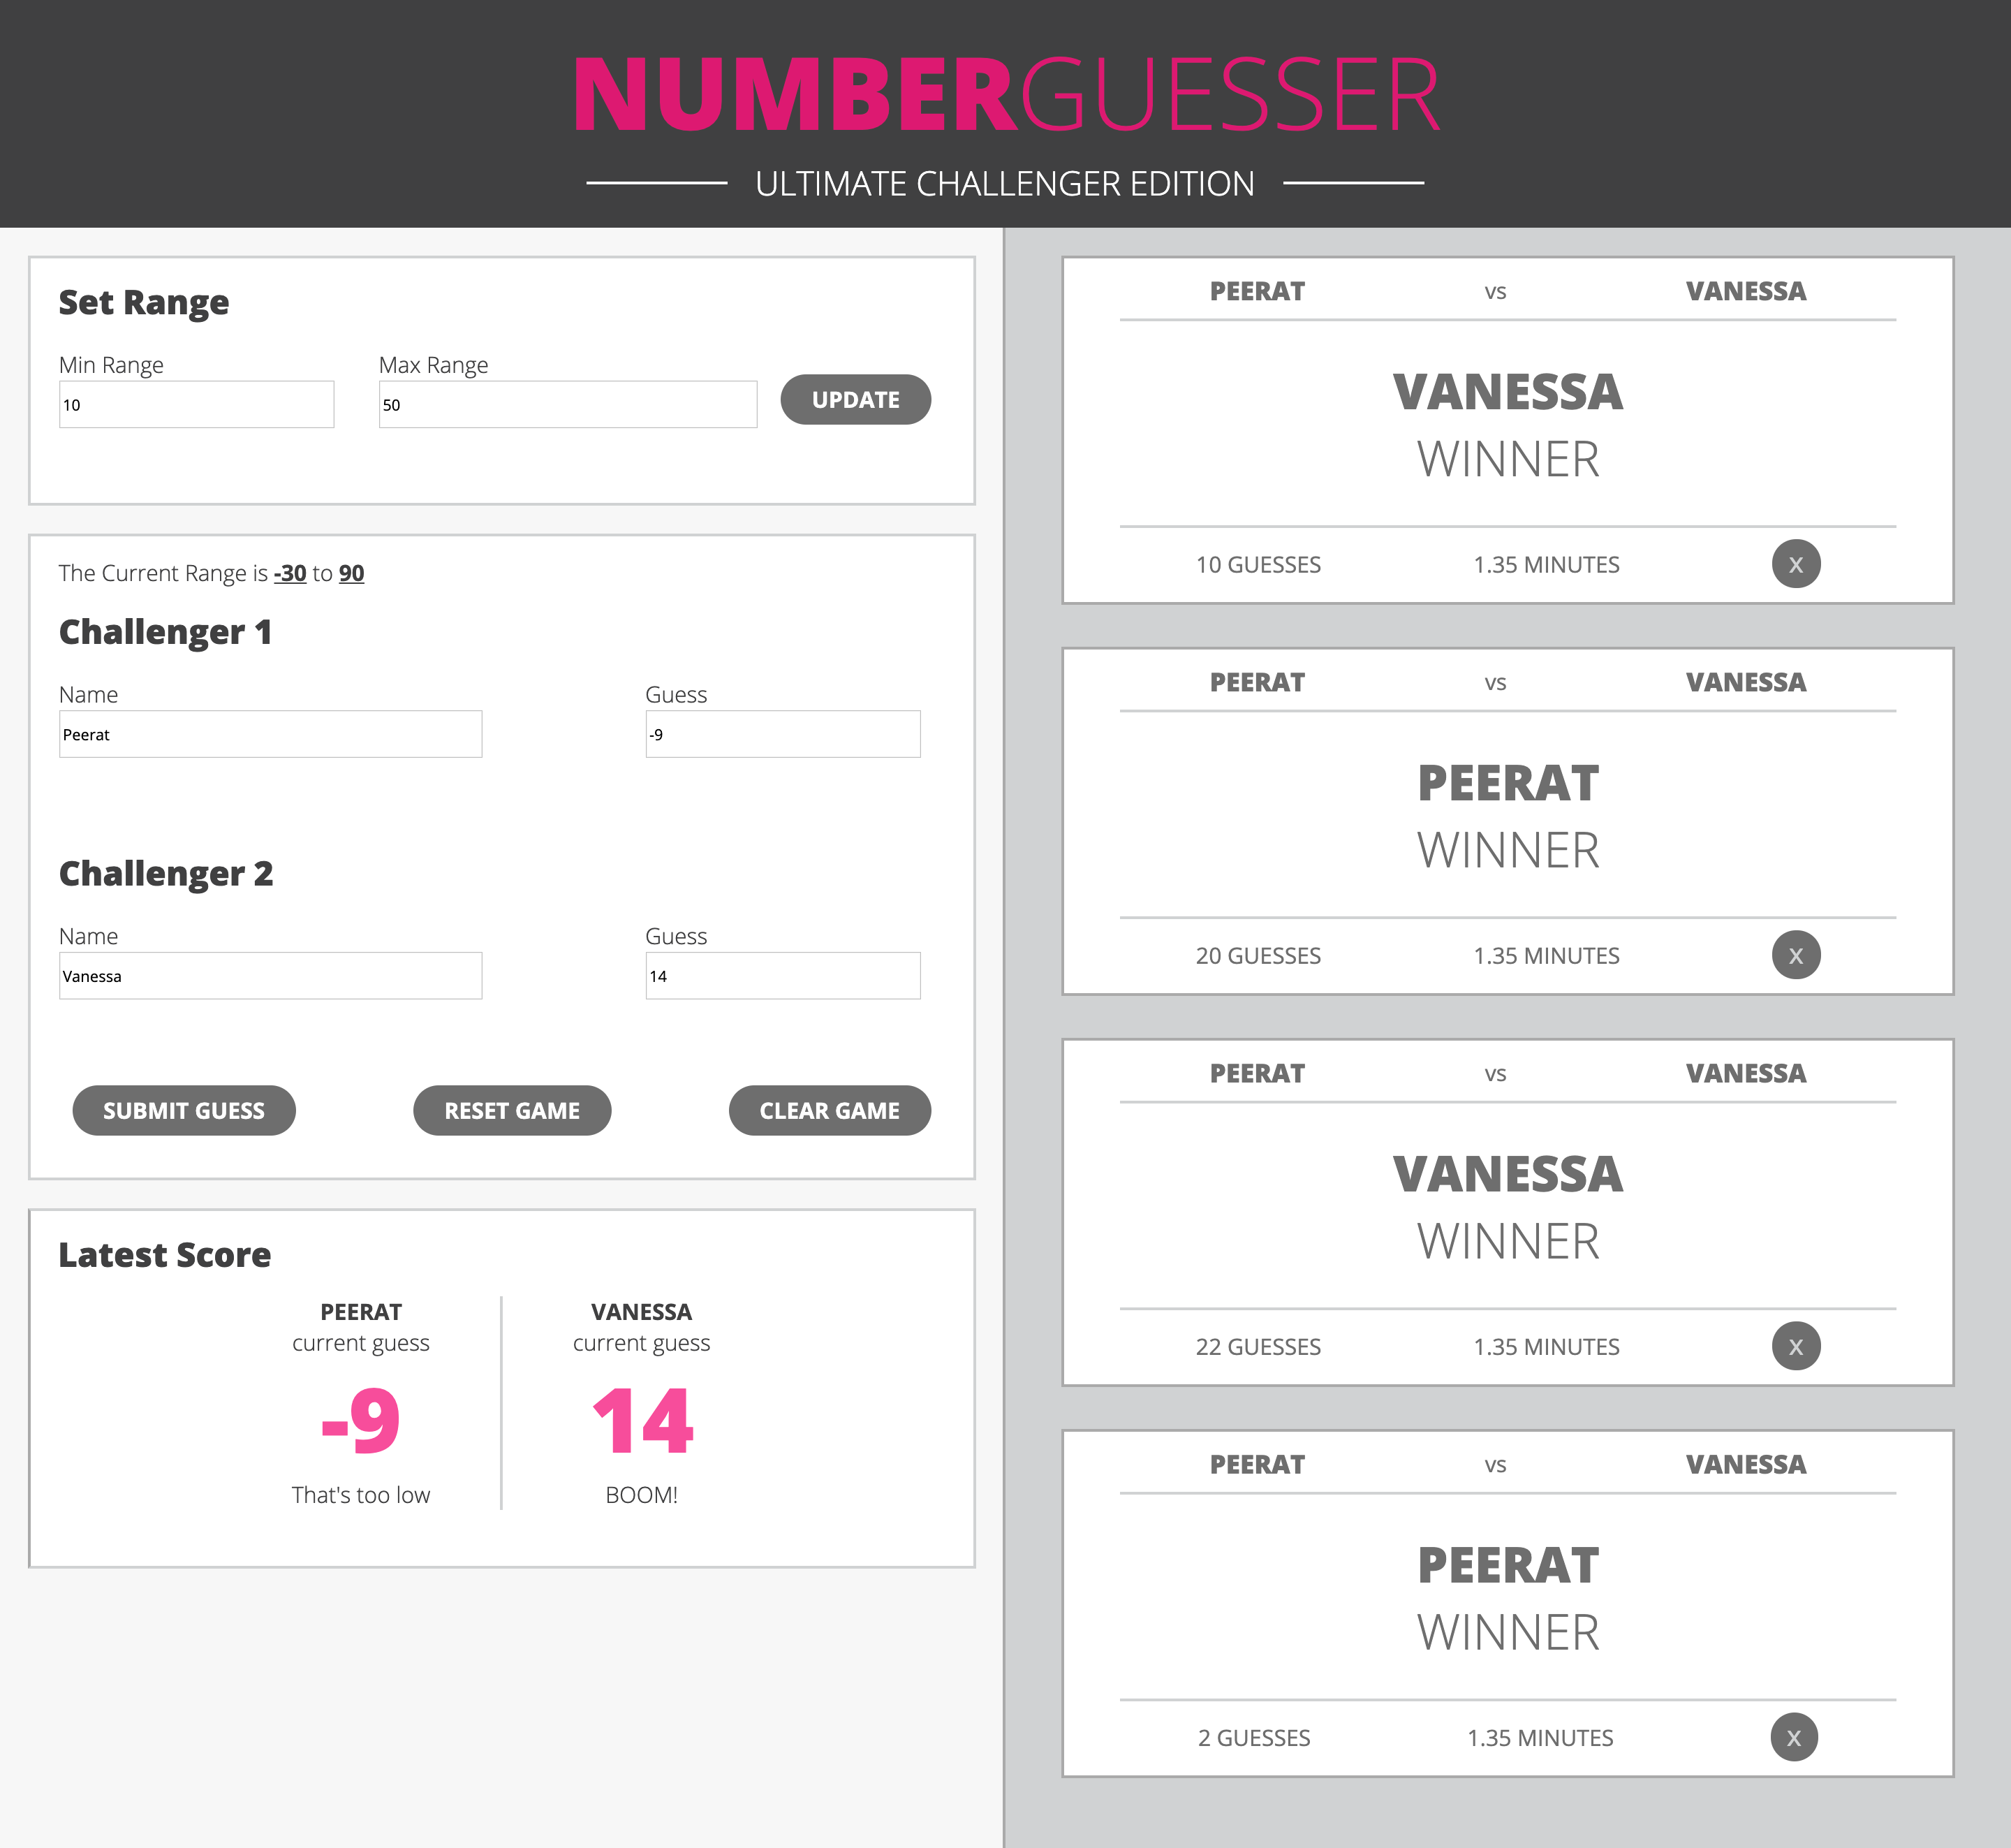 NUMBERGUESSER
ULTIMATE CHALLENGER EDITION
Set Range
Min Range Max Range
10 50 UPDATE
The Current Range is -30 to 90
Challenger 1
Name Guess
Peerat -9
Challenger 2
Name Guess
Vanessa 14
SUBMIT GUESS RESET GAME CLEAR GAME
Latest Score
PEERAT VANESSA
current guess current guess
-9 14
That's too low BOOM!
PEERAT vs VANESSA
VANESSA
WINNER
10 GUESSES 1.35 MINUTES X
PEERAT vs VANESSA
PEERAT
WINNER
20 GUESSES 1.35 MINUTES X
PEERAT vs VANESSA
VANESSA
WINNER
22 GUESSES 1.35 MINUTES X
PEERAT vs VANESSA
PEERAT
WINNER
2 GUESSES 1.35 MINUTES X